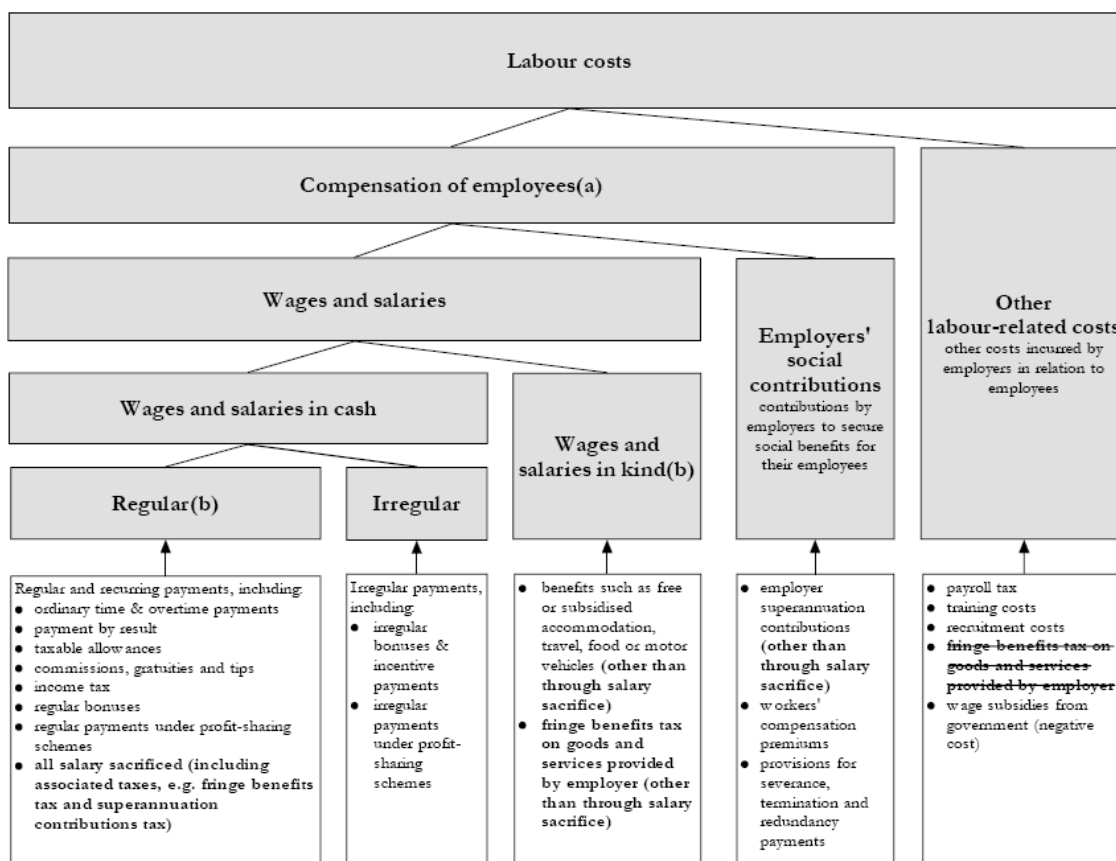 Labour costs
Compensation of employees(a)
Wages and salaries
Employers'
social
contributions
contributions by
employers to secure
social benefits for
their employees
Other
labour-related costs
other costs incurred by
employers in relation to
employees
Wages and salaries in cash
Wages and
salaries in kind(b)
Regular(b)
Irregular
Regular and recurring payments, including:
● ordinary time & overtime payments
● payment by result
● taxable allowances
● commissions, gratuities and tips
● income tax
● regular bonuses
● regular payments under profit-sharing
schemes
● all salary sacrificed (including
associated taxes, e.g. fringe benefits
tax and superannuation
contributions tax)
Irregular payments,
including:
● irregular
bonuses &
incentive
payments
● irregular
payments
under profit-
sharing
schemes
● benefits such as free
or subsidised
accommodation,
travel, food or motor
vehicles (other than
through salary
sacrifice)
● fringe benefits tax
on goods and
services provided
by employer (other
than through salary
sacrifice)
● employer
superannuation
contributions
(other than
through salary
sacrifice)
● workers'
compensation
premiums
● provisions for
severance,
termination and
redundancy
payments
● payroll tax
● training costs
● recruitment costs
● fringe benefits tax on
goods and services
provided by employer
● wage subsidies from
government (negative
cost)